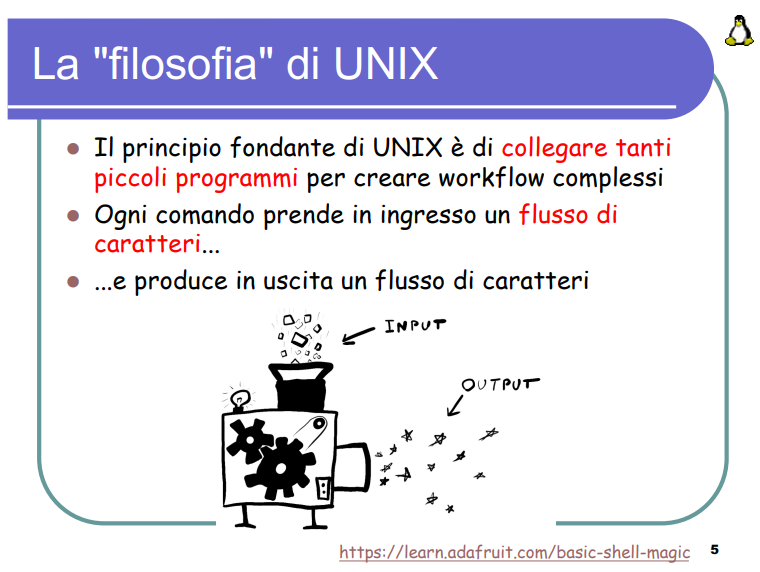 La "filosofia" di UNIX
Il principio fondante di UNIX è di collegare tanti
piccoli programmi per creare workflow complessi
Ogni comando prende in ingresso un flusso di
caratteri...
...e produce in uscita un flusso di caratteri
INPUT
OUTPUT
https://learn.adafruit.com/basic-shell-magic
5